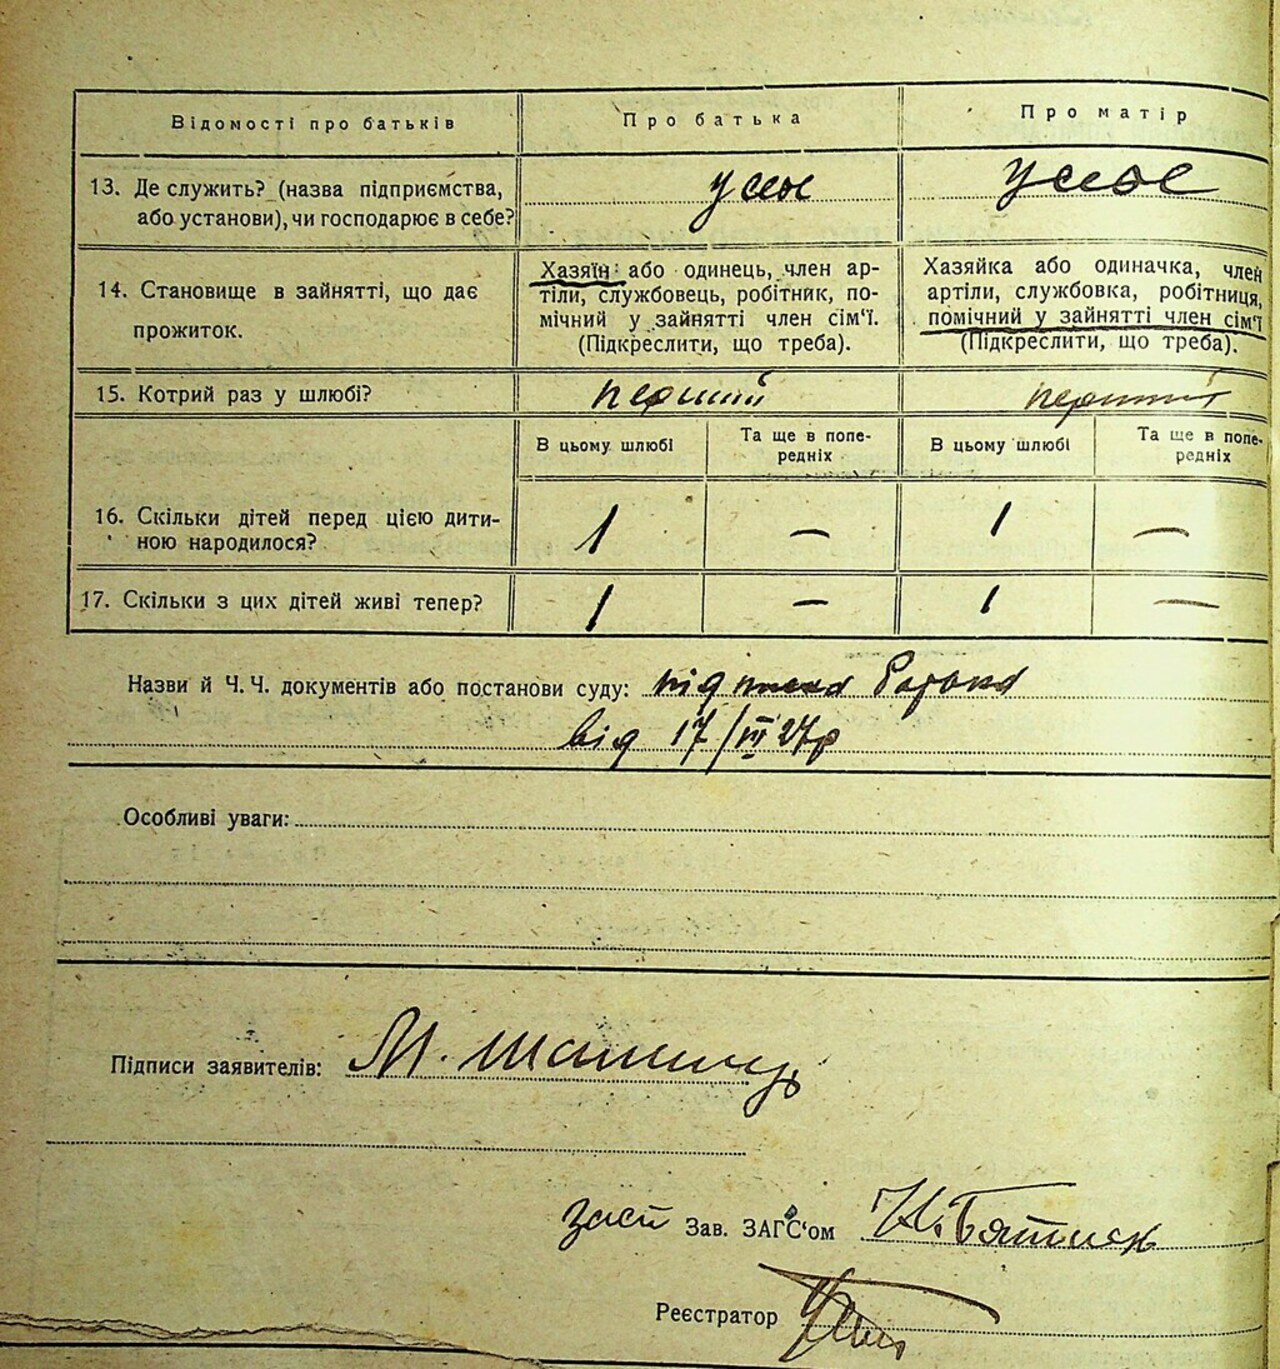 Відомості про батьків
Про батька
Про матір
13. Де служить? (назва підприємства,
або установи), чи господарює в себе?
у себе
у себе
14. Становище в зайнятті, що дає
прожиток.
Хазяїн: або одинець, член ар-
тіли, службовець, робітник, по-
мічний у зайнятті член сім'ї.
(Підкреслити, що треба).
Хазяйка або одиначка, член
артіли, службовка, робітниця,
помічний у зайнятті член сім'ї
(Підкреслити, що треба).
15. Котрий раз у шлюбі?
перший
перший
В цьому шлюбі
Та ще в попе-
редніх
В цьому шлюбі
Та ще в попе-
редніх
16. Скільки дітей перед цією дити-
ною народилося?
1
—
1
—
17. Скільки з цих дітей живі тепер?
1
—
1
—
Назви й Ч. Ч. документів або постанови суду:
від 17/III 27р
Особливі уваги:
Підписи заявителів: М.
Зав. ЗАГС'ом Н.
Реєстратор